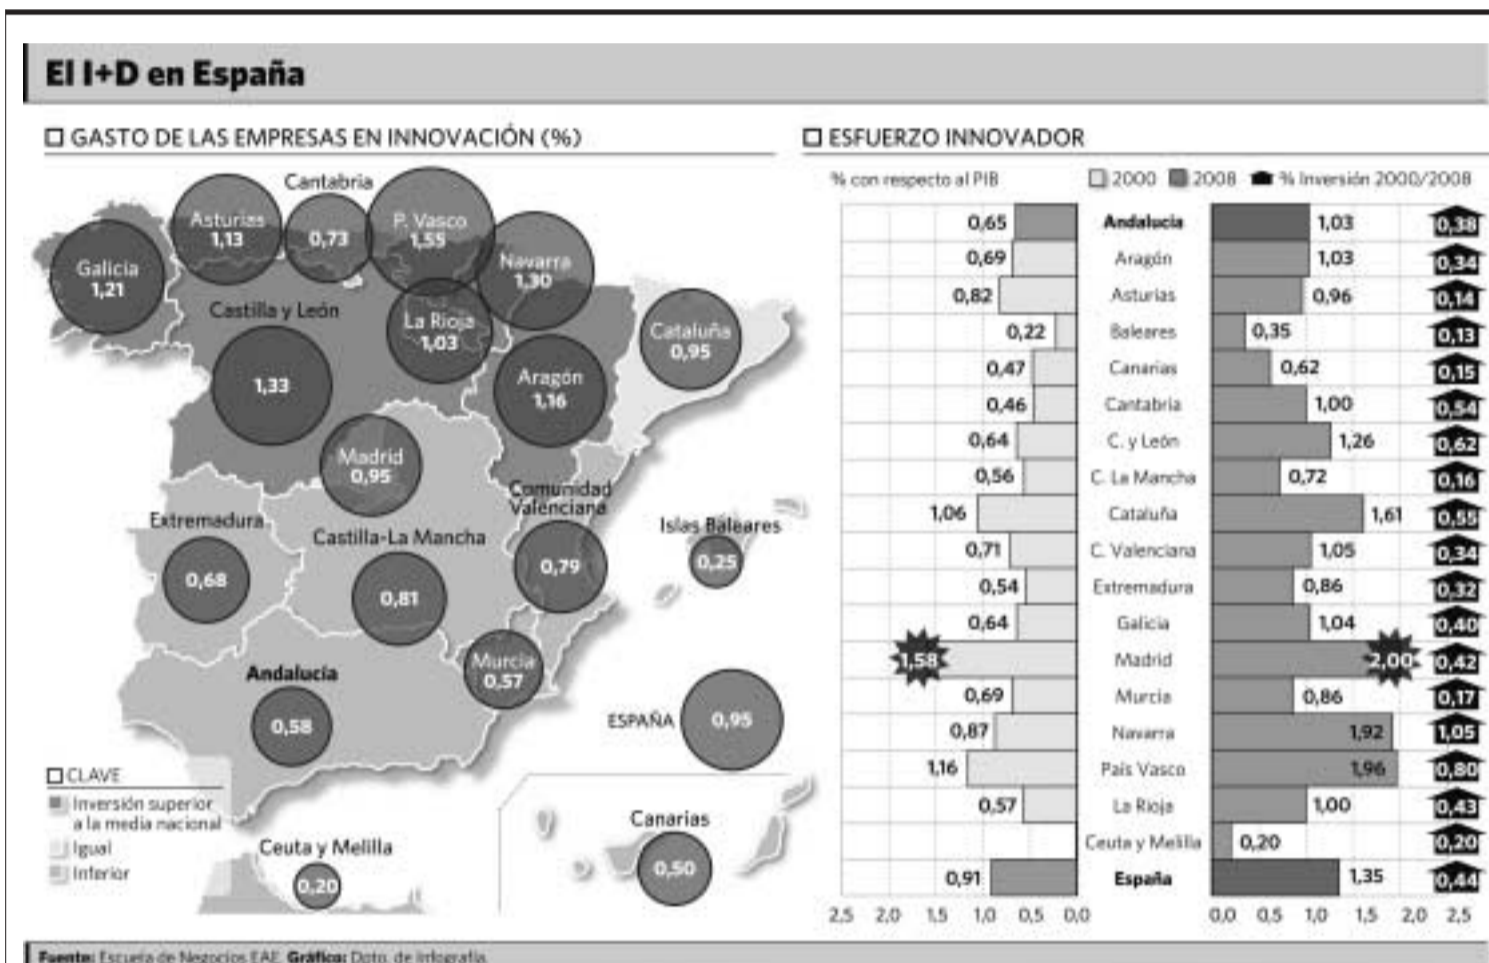 El I+D en España
GASTO DE LAS EMPRESAS EN INNOVACIÓN (%)
Cantabria
0,73
Asturias
1,13
P. Vasco
1,55
Galicia
1,21
Navarra
1,30
Castilla y León
1,33
La Rioja
1,03
Cataluña
0,95
Aragón
1,16
Madrid
0,95
Comunidad
Valenciana
0,79
Extremadura
0,68
Castilla-La Mancha
0,81
Islas Baleares
0,25
Andalucía
0,58
Murcia
0,57
ESPAÑA 0,95
CLAVE
Inversión superior
a la media nacional
Igual
Inferior
Ceuta y Melilla
0,20
Canarias
0,50
ESFUERZO INNOVADOR
% con respecto al PIB 2000 2008 % Inversión 2000/2008
0,65 Andalucía 1,03 0,38
0,69 Aragón 1,03 0,34
0,82 Asturias 0,96 0,14
0,22 Baleares 0,35 0,13
0,47 Canarias 0,62 0,15
0,46 Cantabria 1,00 0,54
0,64 C. y León 1,26 0,62
0,56 C. La Mancha 0,72 0,16
1,06 Cataluña 1,61 0,55
0,71 C. Valenciana 1,05 0,34
0,54 Extremadura 0,86 0,32
0,64 Galicia 1,04 0,40
1,58 Madrid 2,00 0,42
0,69 Murcia 0,86 0,17
0,87 Navarra 1,92 1,05
1,16 País Vasco 1,96 0,80
0,57 La Rioja 1,00 0,43
Ceuta y Melilla 0,20 0,20
0,91 España 1,35 0,44
2,5 2,0 1,5 1,0 0,5 0,0 0,0 0,5 1,0 1,5 2,0 2,5
Fuente: Escuela de Negocios EAE. Gráfico: Dpto. de Infografía.